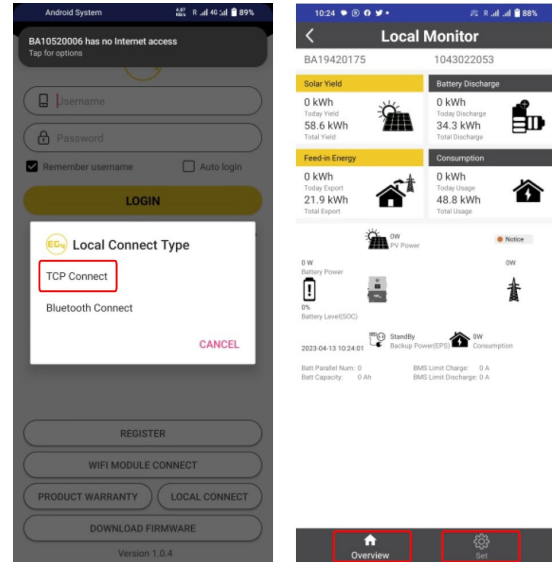 Android System
R 4G 89%
BA10520006 has no Internet access
Tap for options
Username
Password
Remember username
Auto login
LOGIN
EG4
Local Connect Type
TCP Connect
Bluetooth Connect
CANCEL
REGISTER
WIFI MODULE CONNECT
PRODUCT WARRANTY
LOCAL CONNECT
DOWNLOAD FIRMWARE
Version 1.0.4
10:24
R 88%
Local Monitor
BA19420175
1043022053
Solar Yield
0 kWh
Today Yield
58.6 kWh
Total Yield
Battery Discharge
0 kWh
Today Discharge
34.3 kWh
Total Discharge
Feed-in Energy
0 kWh
Today Export
21.9 kWh
Total Export
Consumption
0 kWh
Today Usage
48.8 kWh
Total Usage
0W
PV Power
Notice
0 W
Battery Power
0W
0%
Battery Level(SOC)
StandBy
Backup Power(EPS)
0W
Consumption
2023-04-13 10:24:01
Batt Parallel Num: 0
BMS Limit Charge: 0 A
Batt Capacity: 0 Ah
BMS Limit Discharge: 0 A
Overview
Set